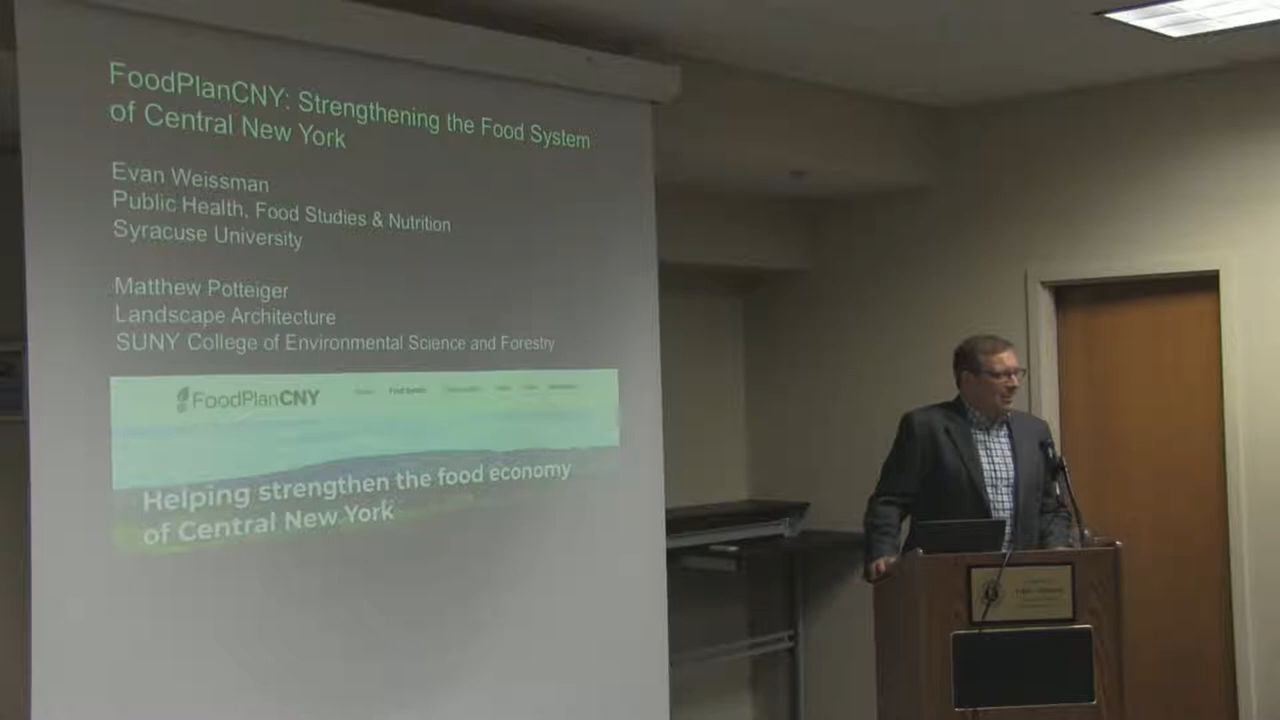 FoodPlanCNY: Strengthening the Food System
of Central New York
Evan Weissman
Public Health, Food Studies & Nutrition
Syracuse University
Matthew Potteiger
Landscape Architecture
SUNY College of Environmental Science and Forestry
FoodPlanCNY
Food System
Helping strengthen the food economy
of Central New York